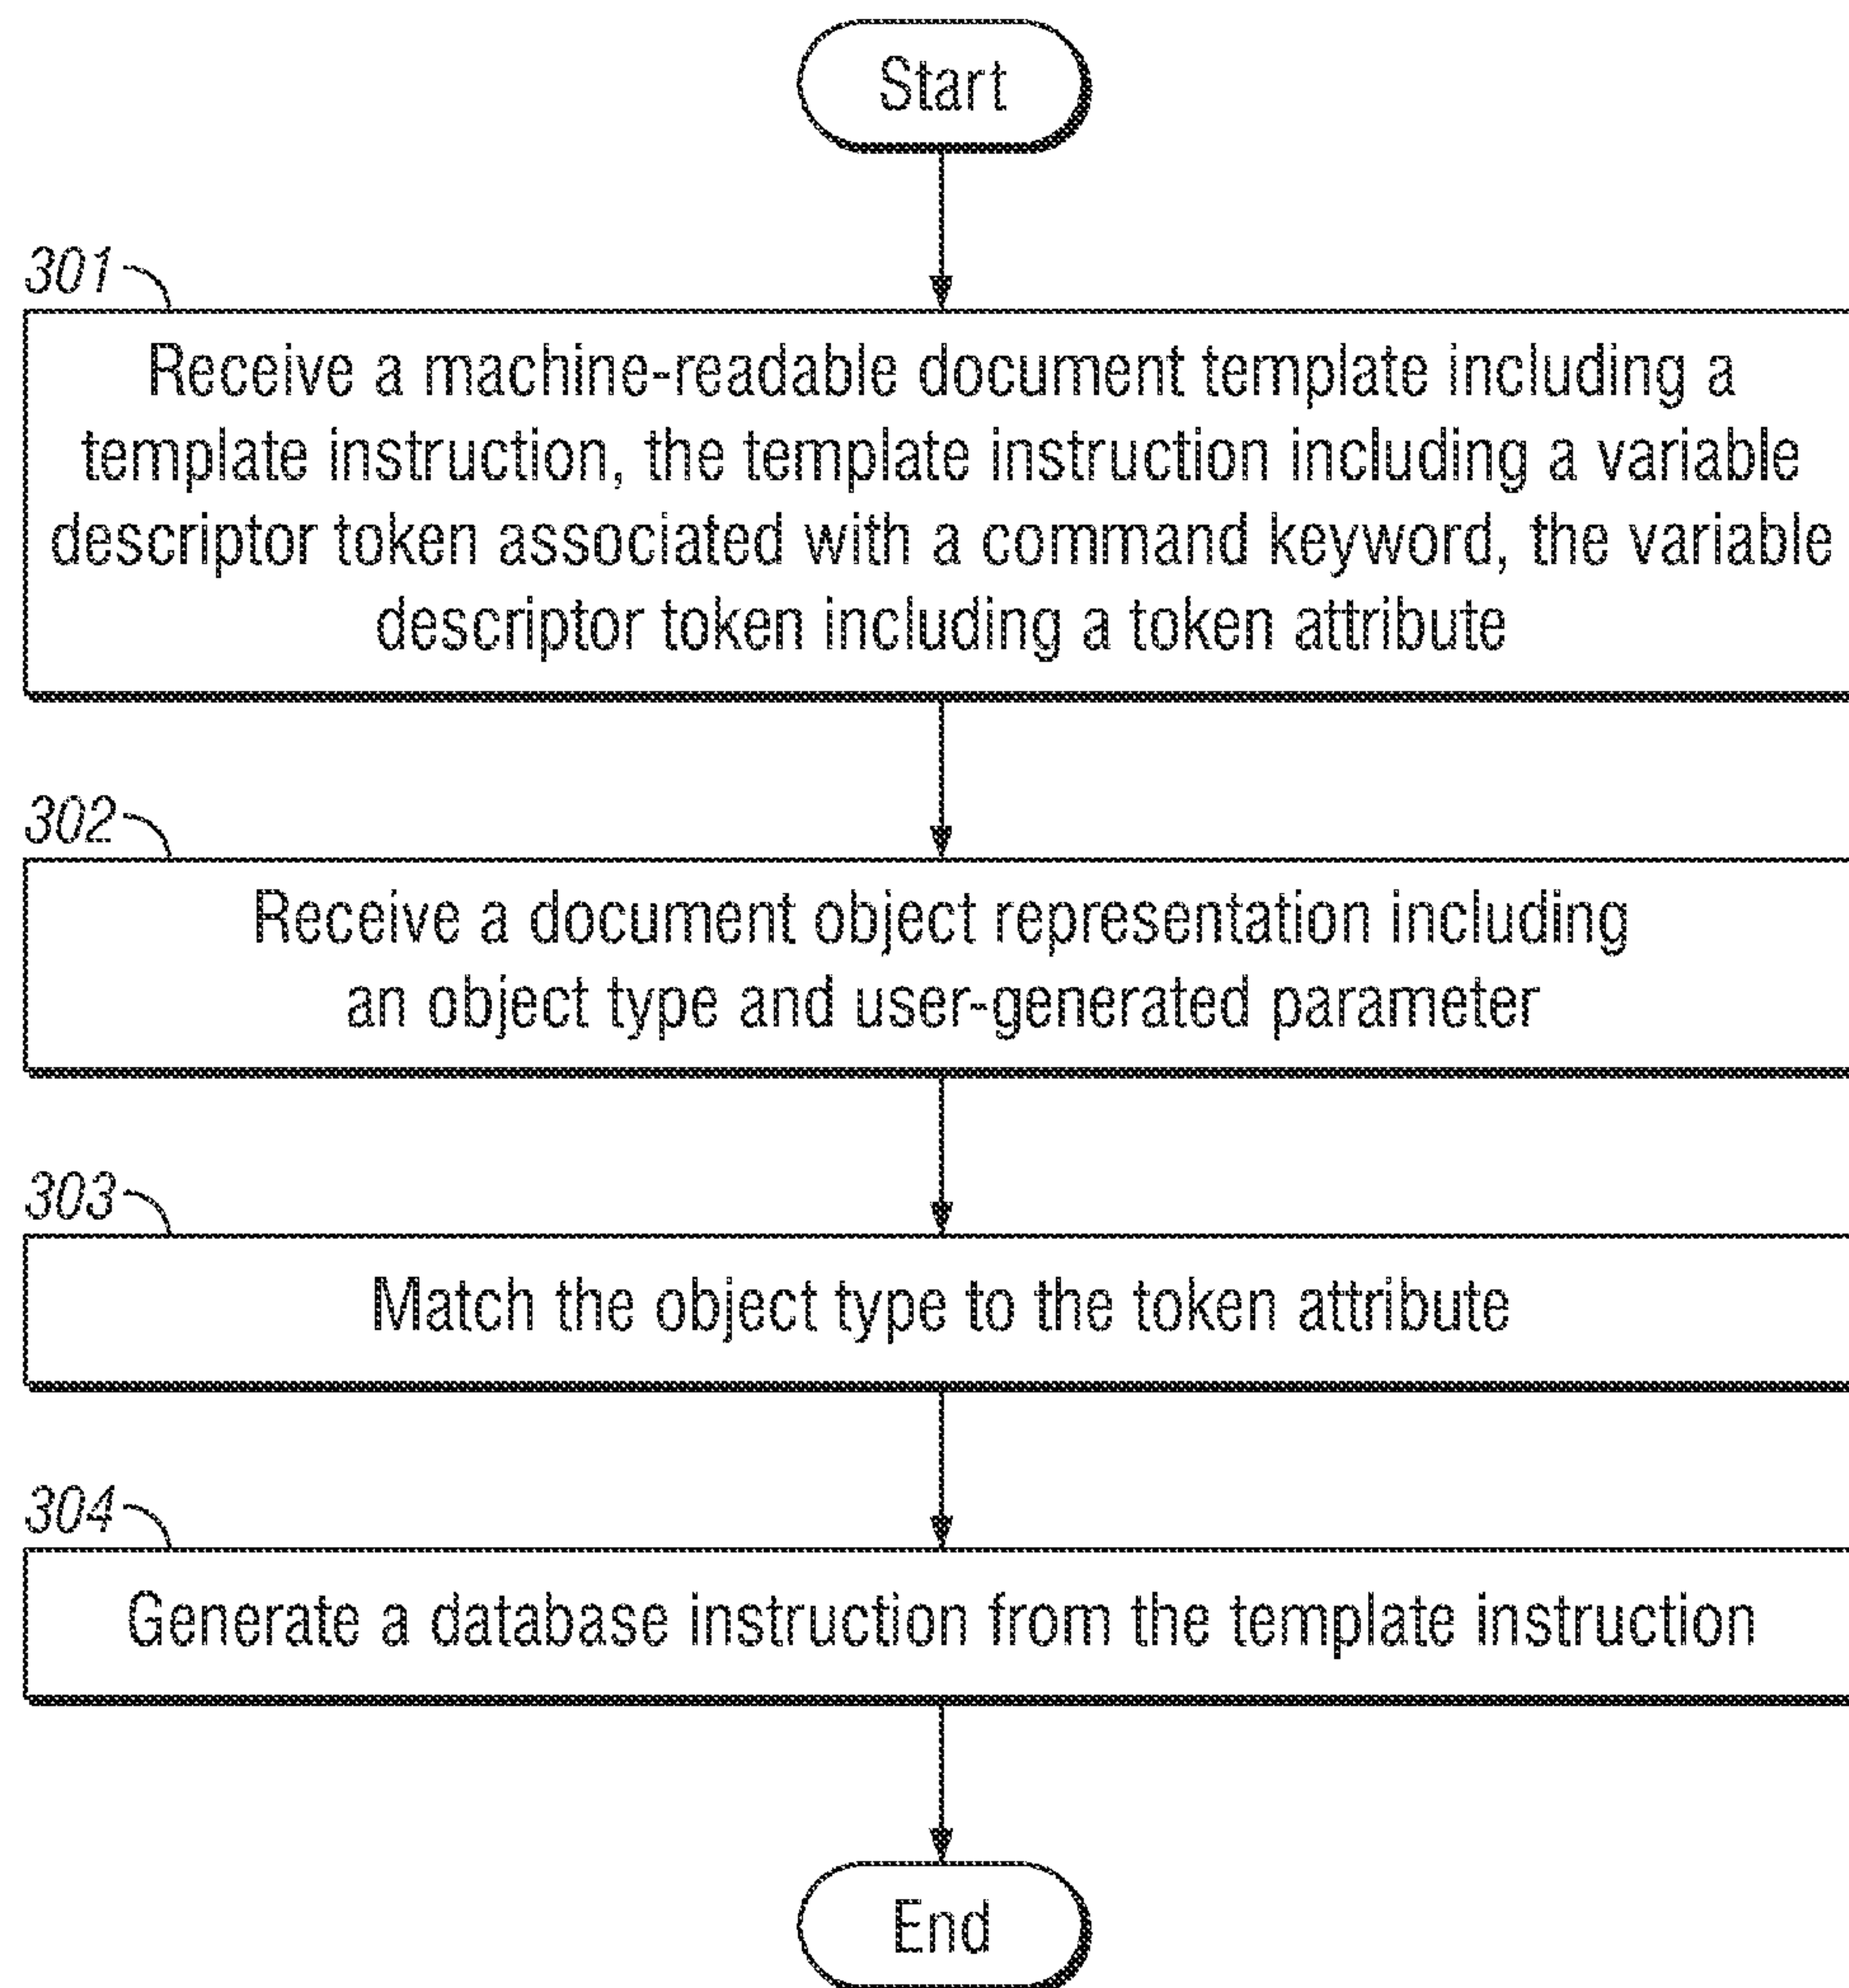 Start
301
Receive a machine-readable document template including a
template instruction, the template instruction including a variable
descriptor token associated with a command keyword, the variable
descriptor token including a token attribute
302
Receive a document object representation including
an object type and user-generated parameter
303
Match the object type to the token attribute
304
Generate a database instruction from the template instruction
End